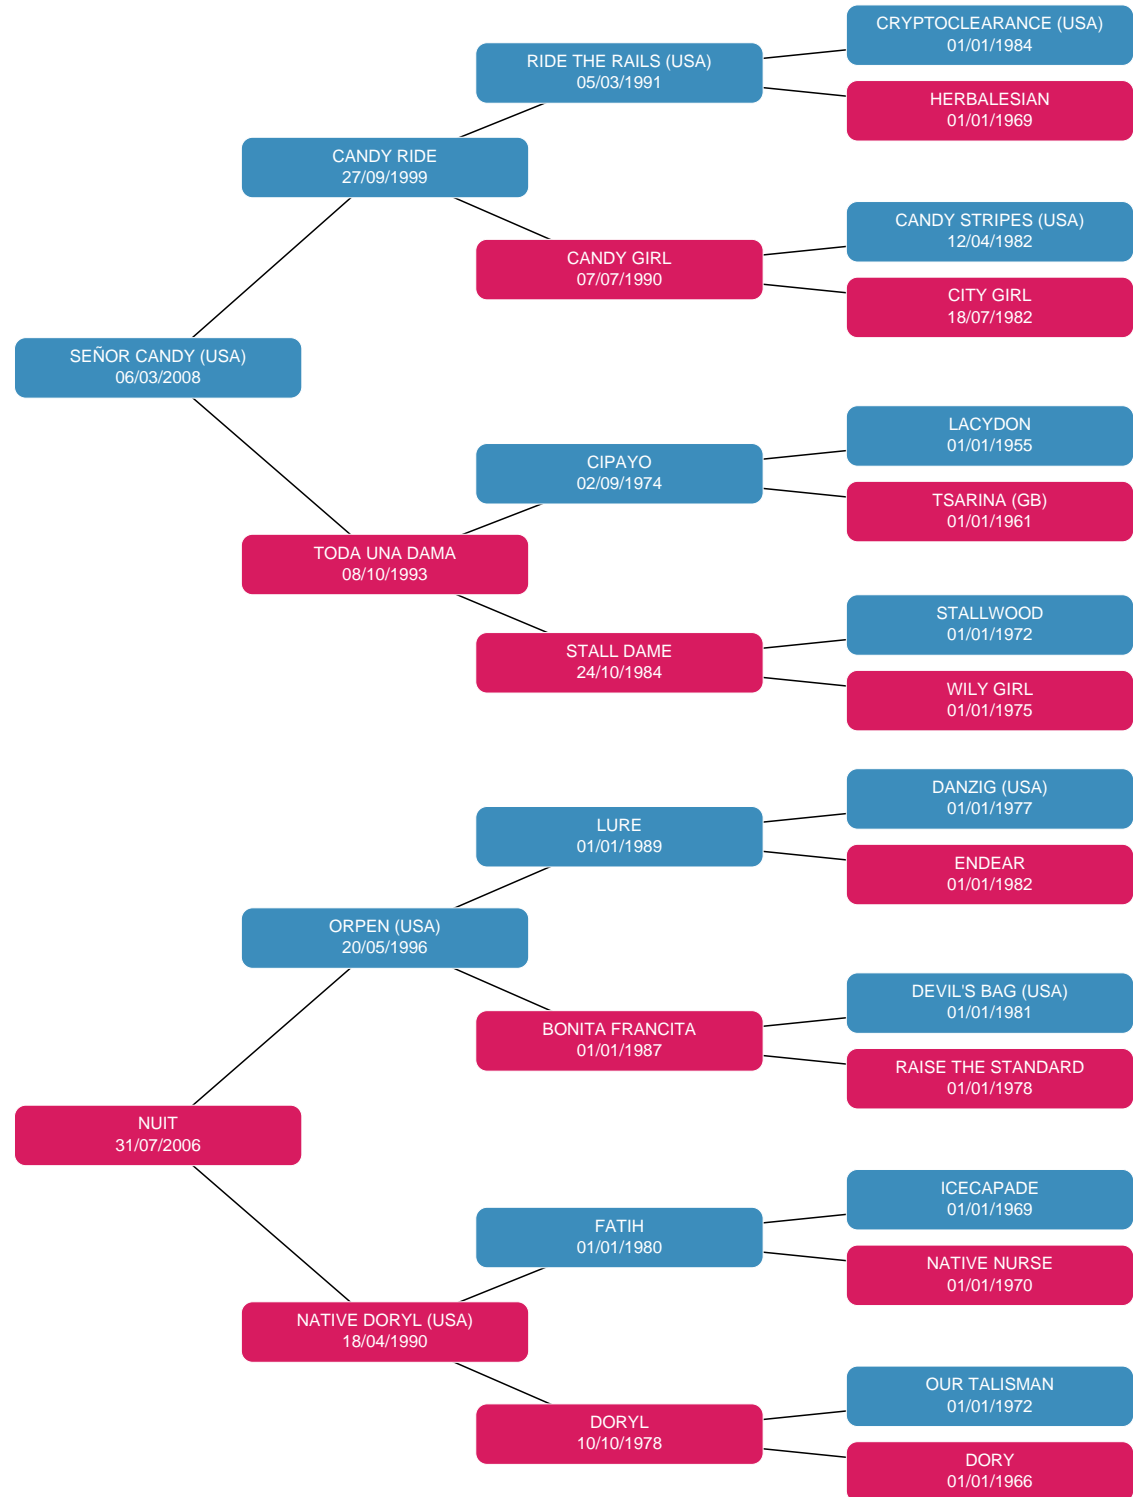 CRYPTOCLEARANCE (USA)
01/01/1984
RIDE THE RAILS (USA)
05/03/1991
HERBALESIAN
01/01/1969
CANDY RIDE
27/09/1999
CANDY STRIPES (USA)
12/04/1982
CANDY GIRL
07/07/1990
CITY GIRL
18/07/1982
SEÑOR CANDY (USA)
06/03/2008
LACYDON
01/01/1955
CIPAYO
02/09/1974
TSARINA (GB)
01/01/1961
TODA UNA DAMA
08/10/1993
STALLWOOD
01/01/1972
STALL DAME
24/10/1984
WILY GIRL
01/01/1975
DANZIG (USA)
01/01/1977
LURE
01/01/1989
ENDEAR
01/01/1982
ORPEN (USA)
20/05/1996
DEVIL'S BAG (USA)
01/01/1981
BONITA FRANCITA
01/01/1987
RAISE THE STANDARD
01/01/1978
NUIT
31/07/2006
ICECAPADE
01/01/1969
FATIH
01/01/1980
NATIVE NURSE
01/01/1970
NATIVE DORYL (USA)
18/04/1990
OUR TALISMAN
01/01/1972
DORYL
10/10/1978
DORY
01/01/1966